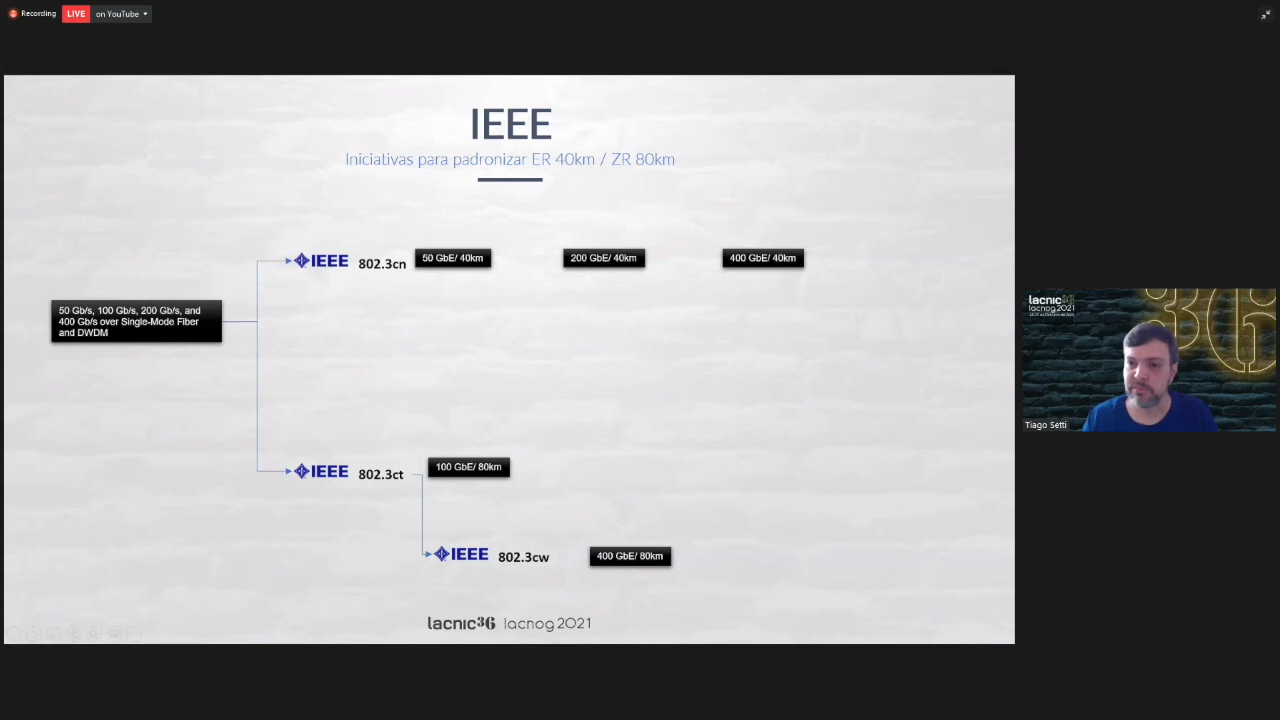 Recording
LIVE
on YouTube
IEEE
Iniciativas para padronizar ER 40km / ZR 80km
IEEE 802.3cn
50 GbE/ 40km
200 GbE/ 40km
400 GbE/ 40km
50 Gb/s, 100 Gb/s, 200 Gb/s, and
400 Gb/s over Single-Mode Fiber
and DWDM
IEEE 802.3ct
100 GbE/ 80km
IEEE 802.3cw
400 GbE/ 80km
lacnic36 lacnog 2021
lacnic36
lacnog2021
36
Tiago Setti